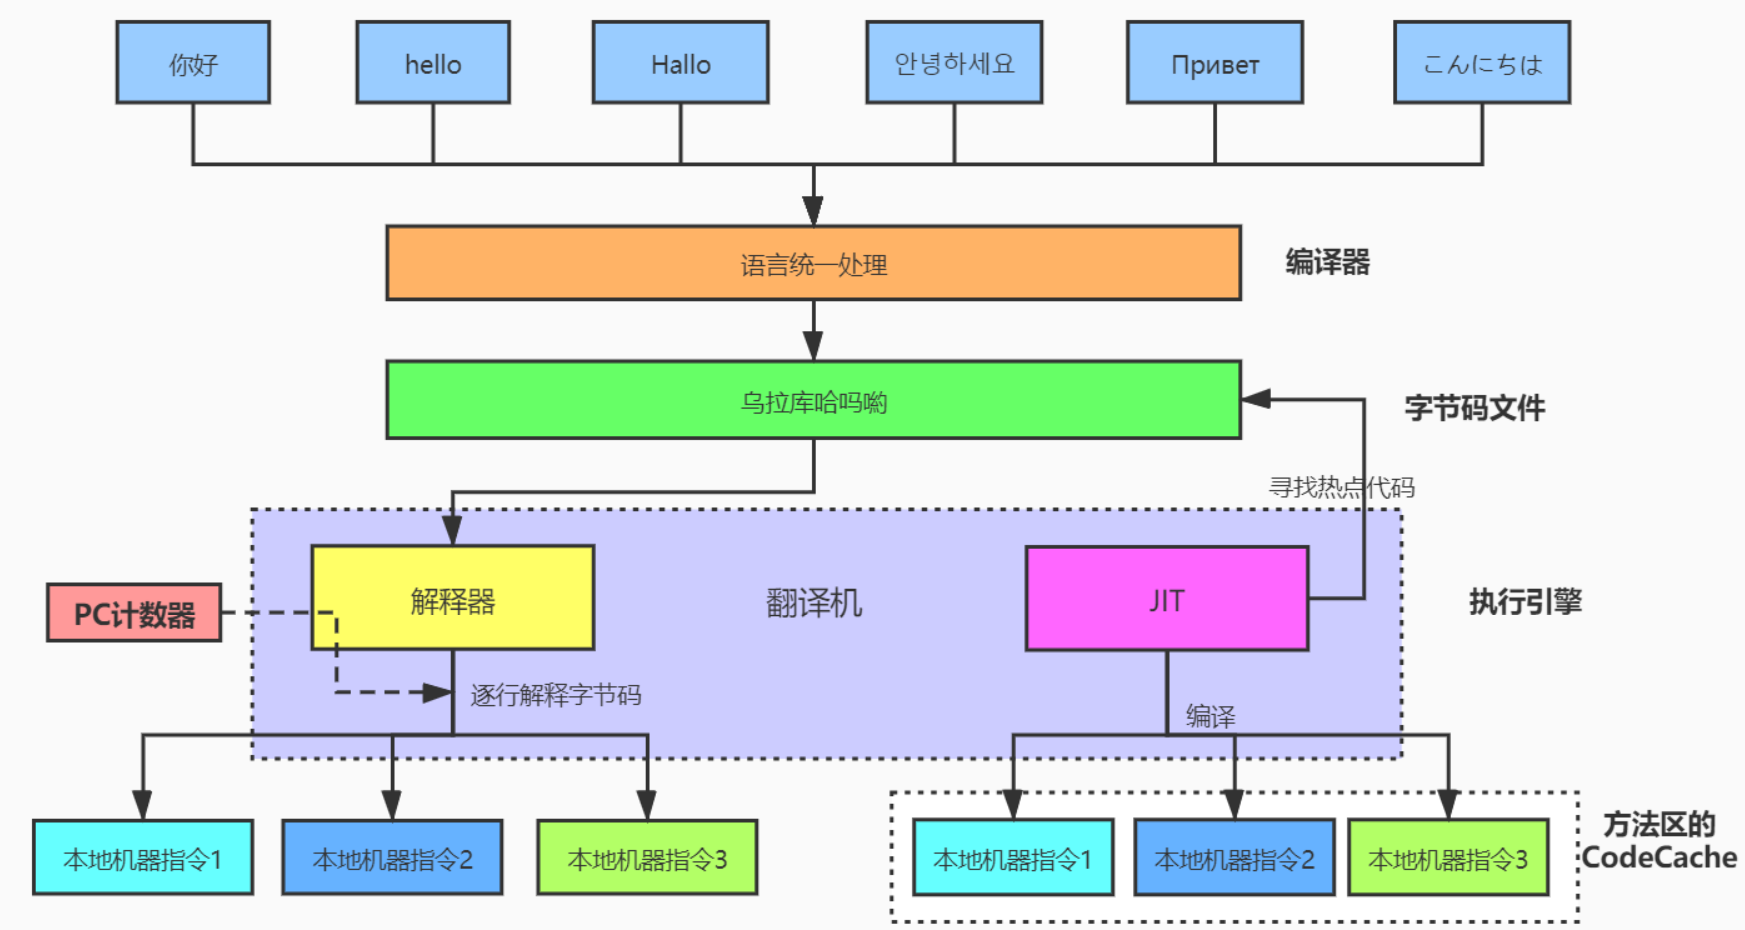 你好
hello
Hallo
안녕하세요
Привет
こんにちは
语言统一处理
编译器
乌拉库哈吗喲
字节码文件
寻找热点代码
解释器
翻译机
JIT
执行引擎
PC计数器
逐行解释字节码
编译
本地机器指令1
本地机器指令2
本地机器指令3
本地机器指令1
本地机器指令2
本地机器指令3
方法区的
CodeCache